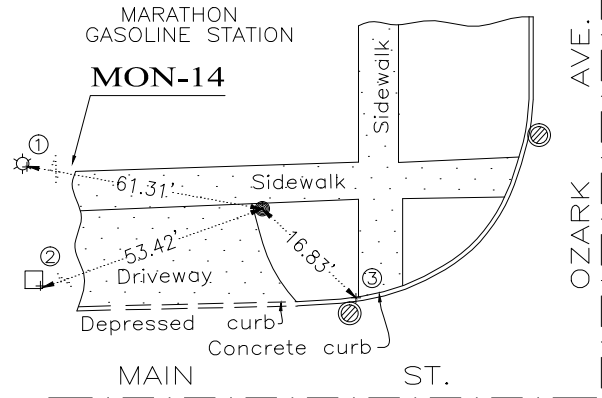 MARATHON
GASOLINE STATION
MON-14
Sidewalk
OZARK AVE.
1
61.31'
Sidewalk
2
53.42'
16.83'
Driveway
3
Depressed curb
Concrete curb
MAIN ST.